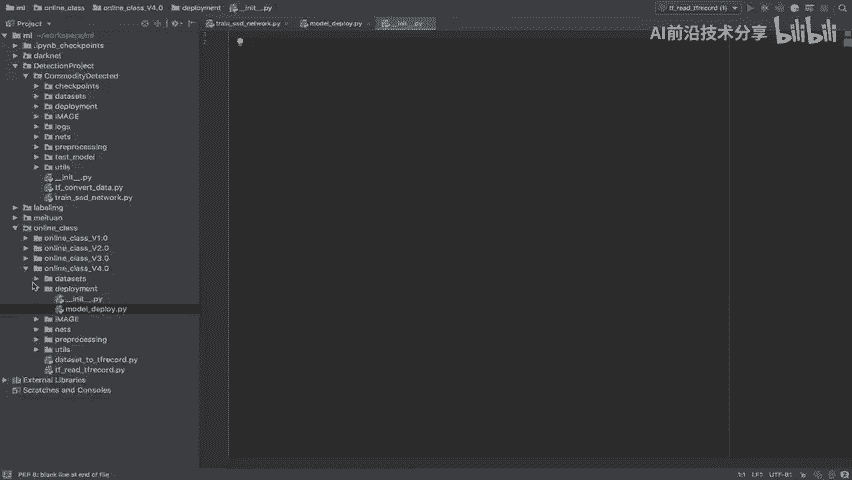 ml online_class online_class_V4.0 deployment __init__.py tf_read_tfrecord (1)
Project train_ssd_network.py model_deploy.py __init__.py
AI前沿技术分享 bilibili
ml ~/workspace/ml
.ipynb_checkpoints
darknet
DetectionProject
CommodityDetected
checkpoints
datasets
deployment
IMAGE
logs
nets
preprocessing
test_model
utils
__init__.py
tf_convert_data.py
train_ssd_network.py
labelimg
meituan
online_class
online_class_V1.0
online_class_V2.0
online_class_V3.0
online_class_V4.0
datasets
deployment
__init__.py
model_deploy.py
IMAGE
nets
preprocessing
utils
dataset_to_tfrecord.py
tf_read_tfrecord.py
External Libraries
Scratches and Consoles
1
2
PEP 8: blank line at end of file 1:1 LF UTF-8